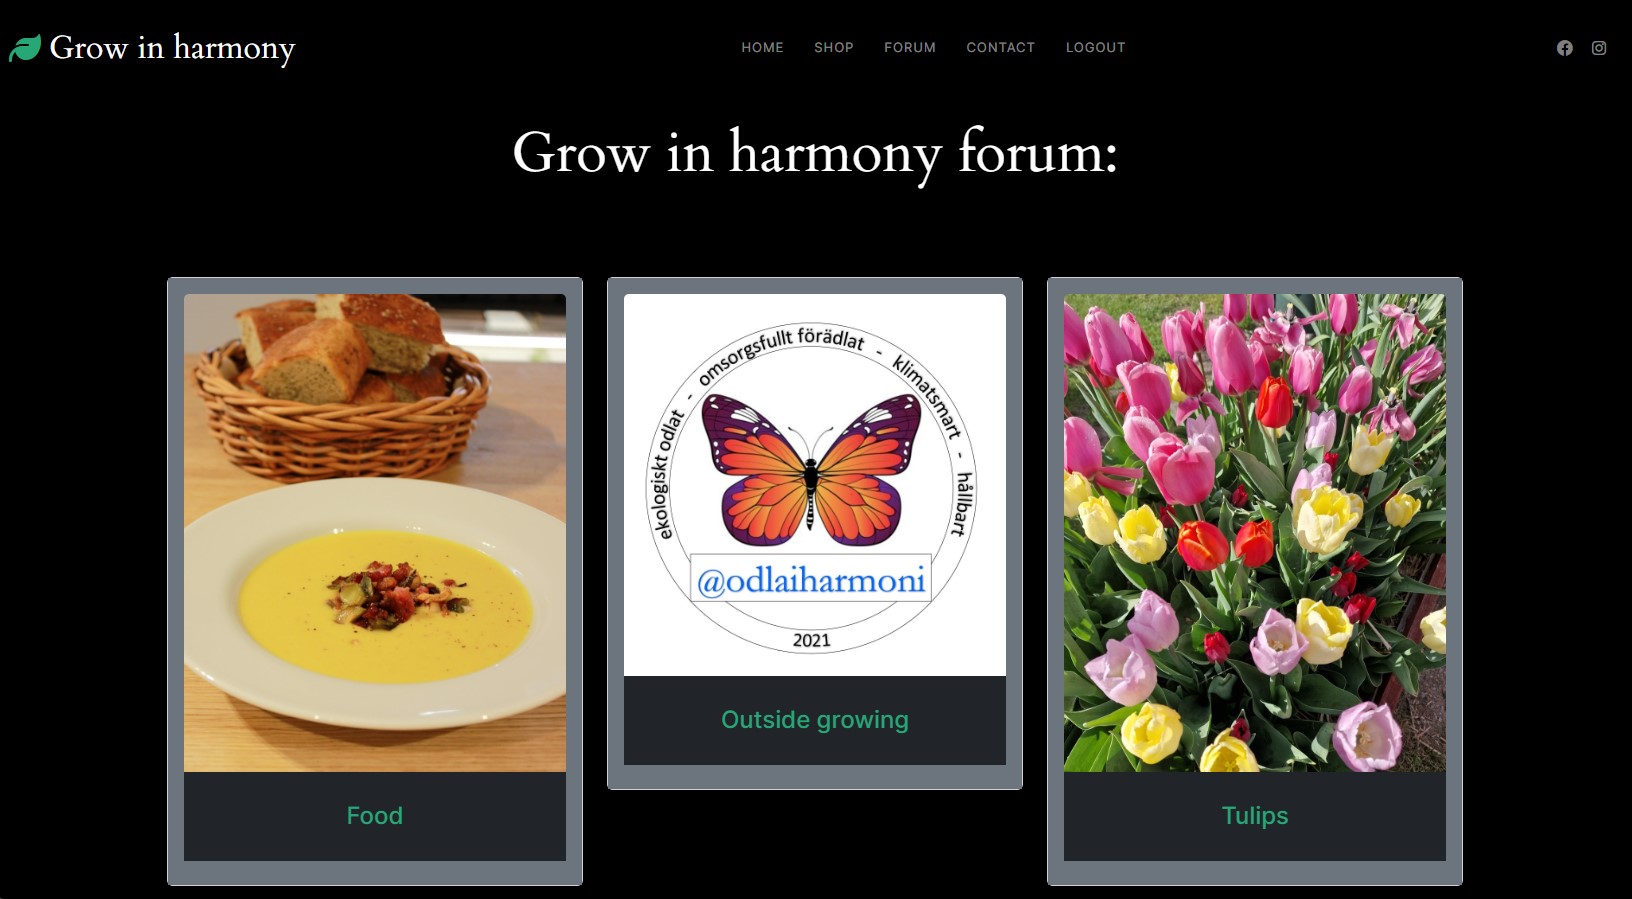 Grow in harmony
HOME SHOP FORUM CONTACT LOGOUT
Grow in harmony forum:
ekologiskt odlat - omsorgsfullt förädlat - klimatsmart - hållbart
@odlaiharmoni
2021
Food
Outside growing
Tulips